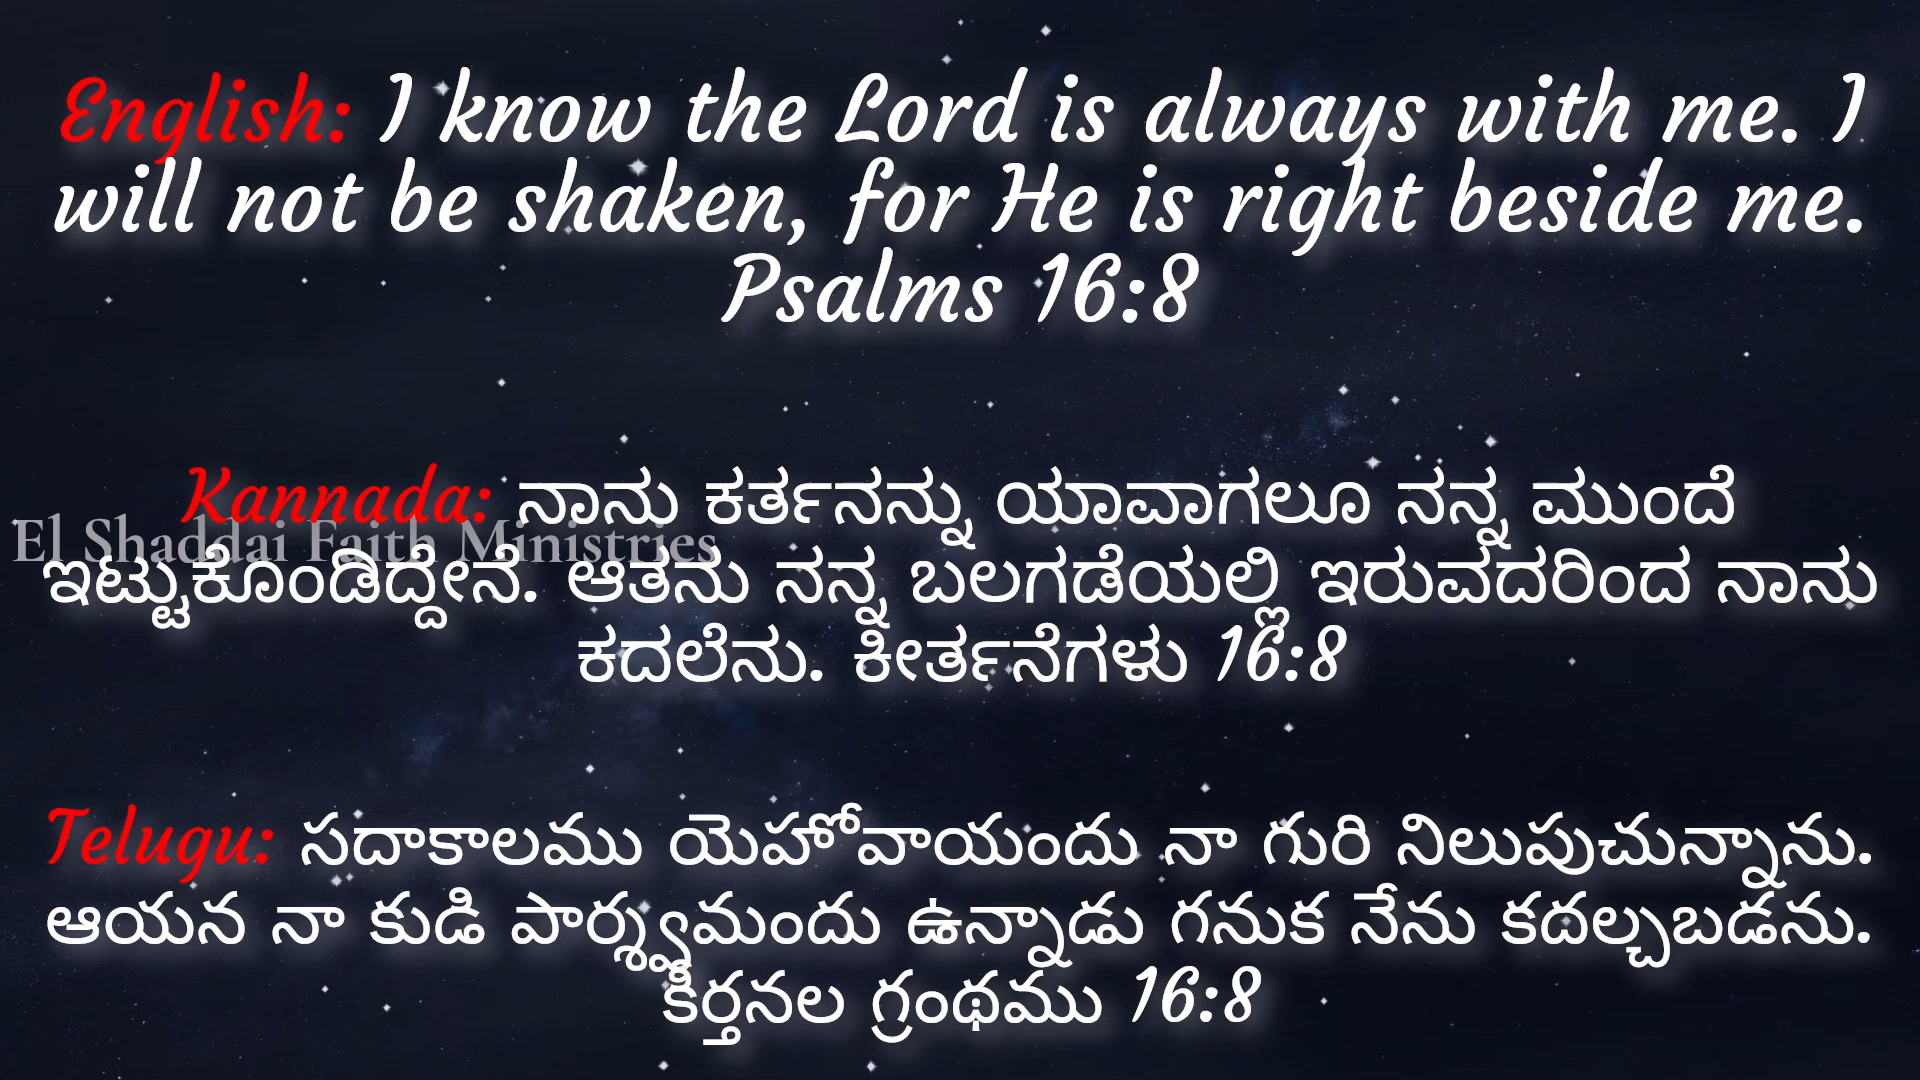 English: I know the Lord is always with me. I
will not be shaken, for He is right beside me.
Psalms 16:8
Kannada: ನಾನು ಕರ್ತನನ್ನು ಯಾವಾಗಲೂ ನನ್ನ ಮುಂದೆ
El Shaddai Faith Ministries
ಇಟ್ಟುಕೊಂಡಿದ್ದೇನೆ. ಆತನು ನನ್ನ ಬಲಗಡೆಯಲ್ಲಿ ಇರುವದರಿಂದ ನಾನು
ಕದಲೆನು. ಕೀರ್ತನೆಗಳು 16:8
Telugu: సదాకాలము యెహోవాయందు నా గురి నిలుపుచున్నాను.
ఆయన నా కుడి పార్శ్వమందు ఉన్నాడు గనుక నేను కదల్చబడను.
కీర్తనల గ్రంథము 16:8